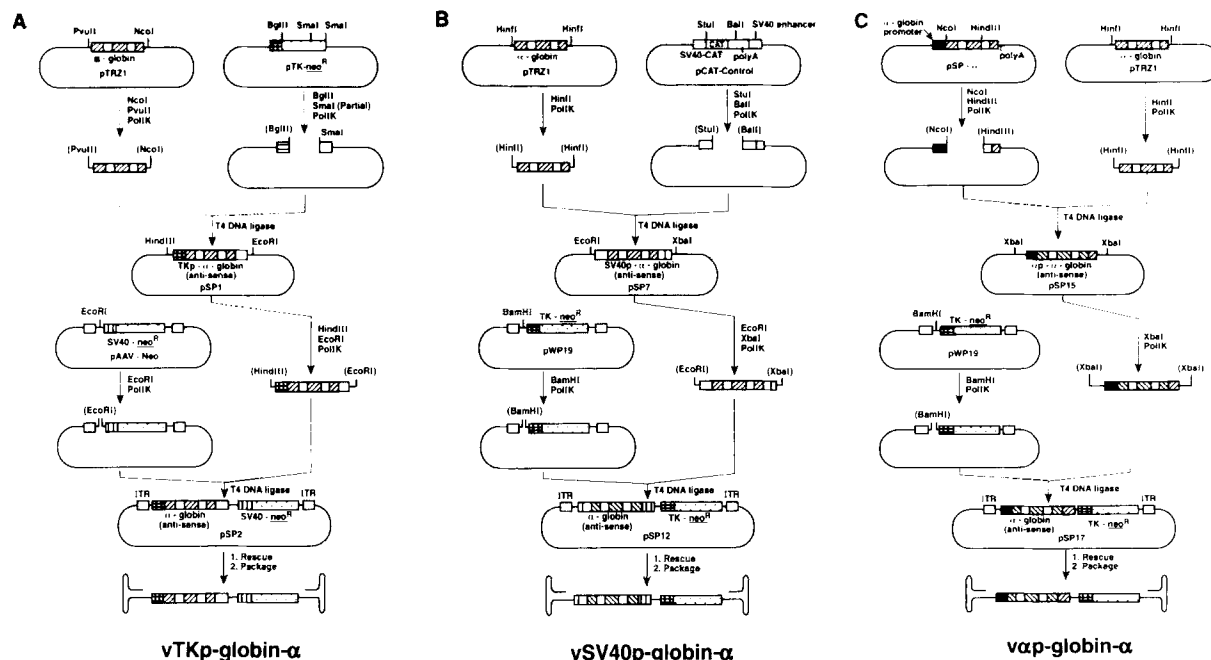 A
PvuII NcoI
α-globin
pTRZ1
NcoI
PvuII
PolIK
(PvuII) (NcoI)
BglII SmaI SmaI
pTK-neoR
BglII
SmaI (Partial)
PolIK
(BglII) SmaI
T4 DNA ligase
HindIII EcoRI
TKp - α - globin
(anti-sense)
pSP1
EcoRI
SV40 - neoR
pAAV - Neo
EcoRI
PolIK
(EcoRI)
HindIII
EcoRI
PolIK
(HindIII) (EcoRI)
T4 DNA ligase
ITR ITR
α - globin
(anti-sense)
SV40 - neoR
pSP2
1. Rescue
2. Package
vTKp-globin-α
B
HinfI HinfI
α-globin
pTRZ1
HinfI
PolIK
(HinfI) (HinfI)
StuI BalI SV40 enhancer
CAT
SV40-CAT polyA
pCAT-Control
StuI
BalI
PolIK
(StuI) (BalI)
T4 DNA ligase
EcoRI XbaI
SV40p - α - globin
(anti-sense)
pSP7
BamHI TK - neoR
pWP19
BamHI
PolIK
(BamHI)
EcoRI
XbaI
PolIK
(EcoRI) (XbaI)
T4 DNA ligase
ITR ITR
α - globin
(anti-sense)
TK - neoR
pSP12
1. Rescue
2. Package
vSV40p-globin-α
C
α-globin
promoter
NcoI HindIII
polyA
NcoI
HindIII
PolIK
(NcoI) (HindIII)
HinfI HinfI
α-globin
pTRZ1
HinfI
PolIK
(HinfI) (HinfI)
T4 DNA ligase
XbaI XbaI
αp - α - globin
(anti-sense)
pSP15
BamHI TK - neoR
pWP19
BamHI
PolIK
(BamHI)
XbaI
PolIK
(XbaI) (XbaI)
T4 DNA ligase
ITR ITR
α - globin
(anti-sense)
TK - neoR
pSP17
1. Rescue
2. Package
vαp-globin-α